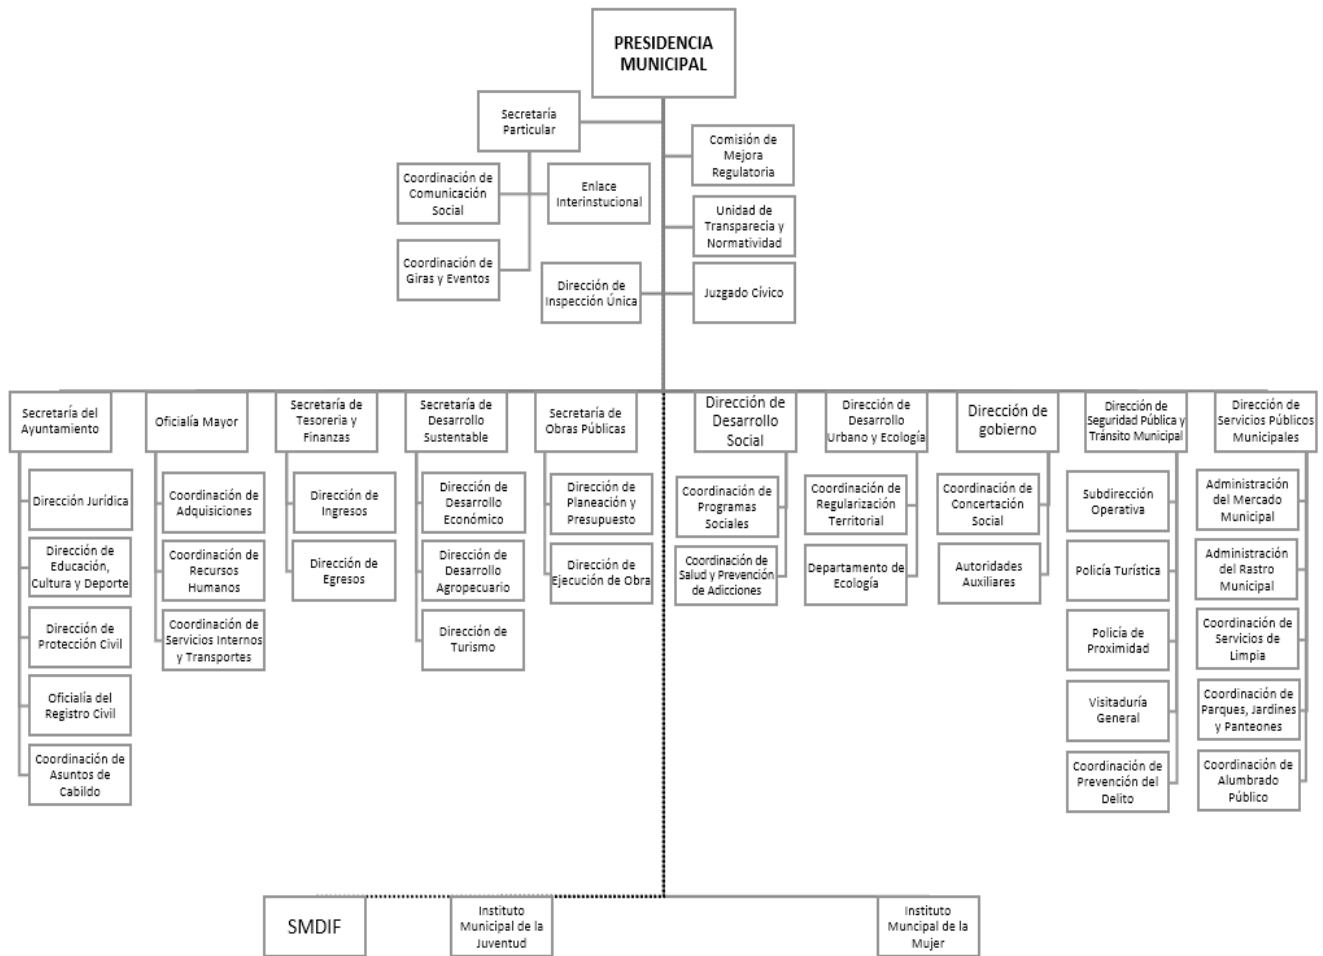 PRESIDENCIA
MUNICIPAL
Secretaría
Particular
Comisión de
Mejora
Regulatoria
Coordinación de
Comunicación
Social
Enlace
Interinstucional
Unidad de
Transparecia y
Normatividad
Coordinación de
Giras y Eventos
Dirección de
Inspección Única
Juzgado Cívico
Secretaría del
Ayuntamiento
Oficialía Mayor
Secretaría de
Tesoreria y
Finanzas
Secretaría de
Desarrollo
Sustentable
Secretaría de
Obras Públicas
Dirección de
Desarrollo
Social
Dirección de
Desarrollo
Urbano y Ecología
Dirección de
gobierno
Dirección de
Seguridad Pública y
Tránsito Municipal
Dirección de
Servicios Públicos
Municipales
Dirección Jurídica
Coordinación de
Adquisiciones
Dirección de
Ingresos
Dirección de
Desarrollo
Económico
Dirección de
Planeación y
Presupuesto
Coordinación de
Programas
Sociales
Coordinación de
Regularización
Territorial
Coordinación de
Concertación
Social
Subdirección
Operativa
Administración
del Mercado
Municipal
Dirección de
Educación,
Cultura y Deporte
Coordinación de
Recursos
Humanos
Dirección de
Egresos
Dirección de
Desarrollo
Agropecuario
Dirección de
Ejecución de Obra
Coordinación de
Salud y Prevención
de Adicciones
Departamento de
Ecología
Autoridades
Auxiliares
Policía Turística
Administración
del Rastro
Municipal
Dirección de
Protección Civil
Coordinación de
Servicios Internos
y Transportes
Dirección de
Turismo
Policía de
Proximidad
Coordinación de
Servicios de
Limpia
Oficialía del
Registro Civil
Visitaduría
General
Coordinación de
Parques, Jardines
y Panteones
Coordinación de
Asuntos de
Cabildo
Coordinación de
Prevención del
Delito
Coordinación de
Alumbrado
Público
SMDIF
Instituto
Municipal de la
Juventud
Instituto
Muncipal de la
Mujer